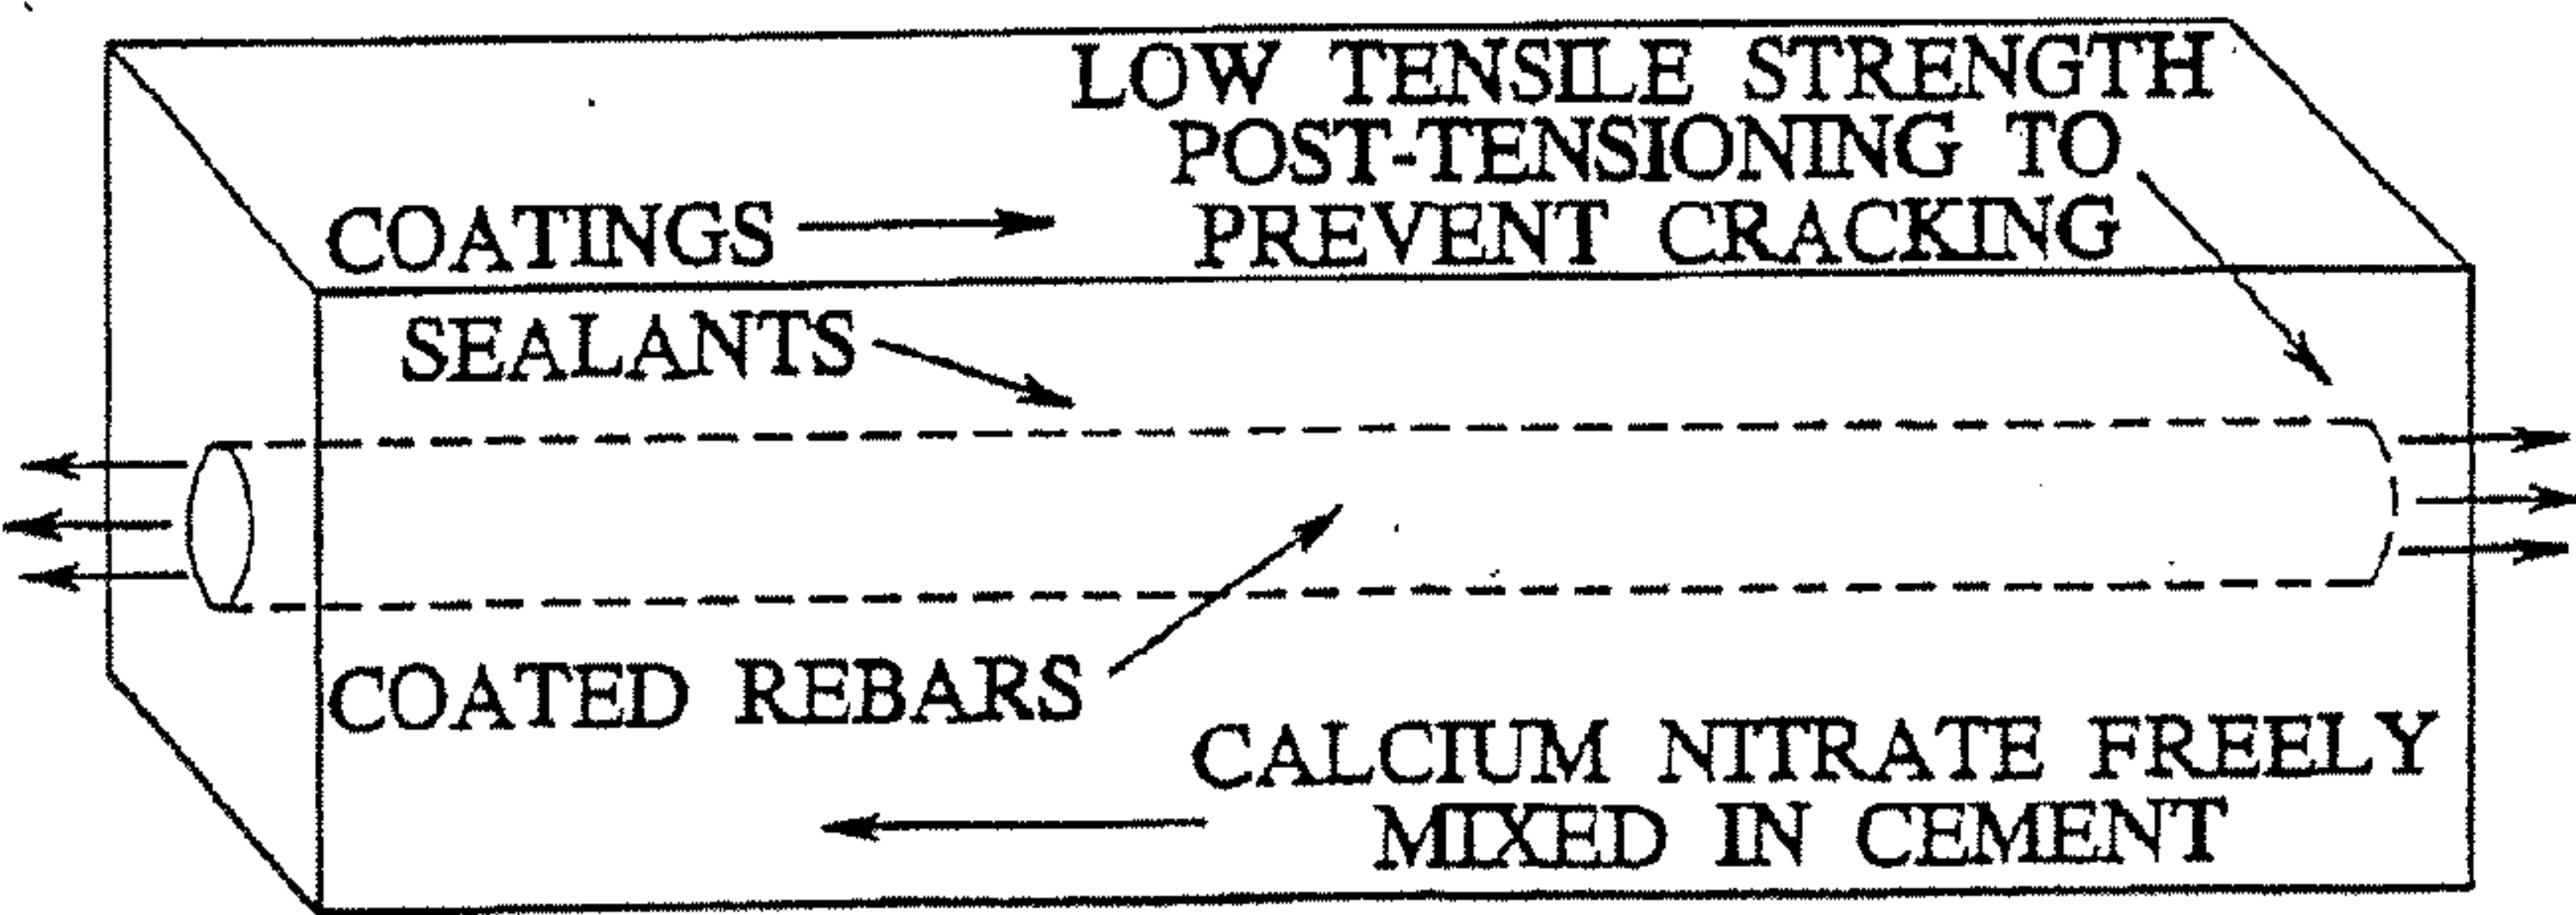 LOW TENSILE STRENGTH
POST-TENSIONING TO
PREVENT CRACKING
COATINGS
SEALANTS
COATED REBARS
CALCIUM NITRATE FREELY
MIXED IN CEMENT